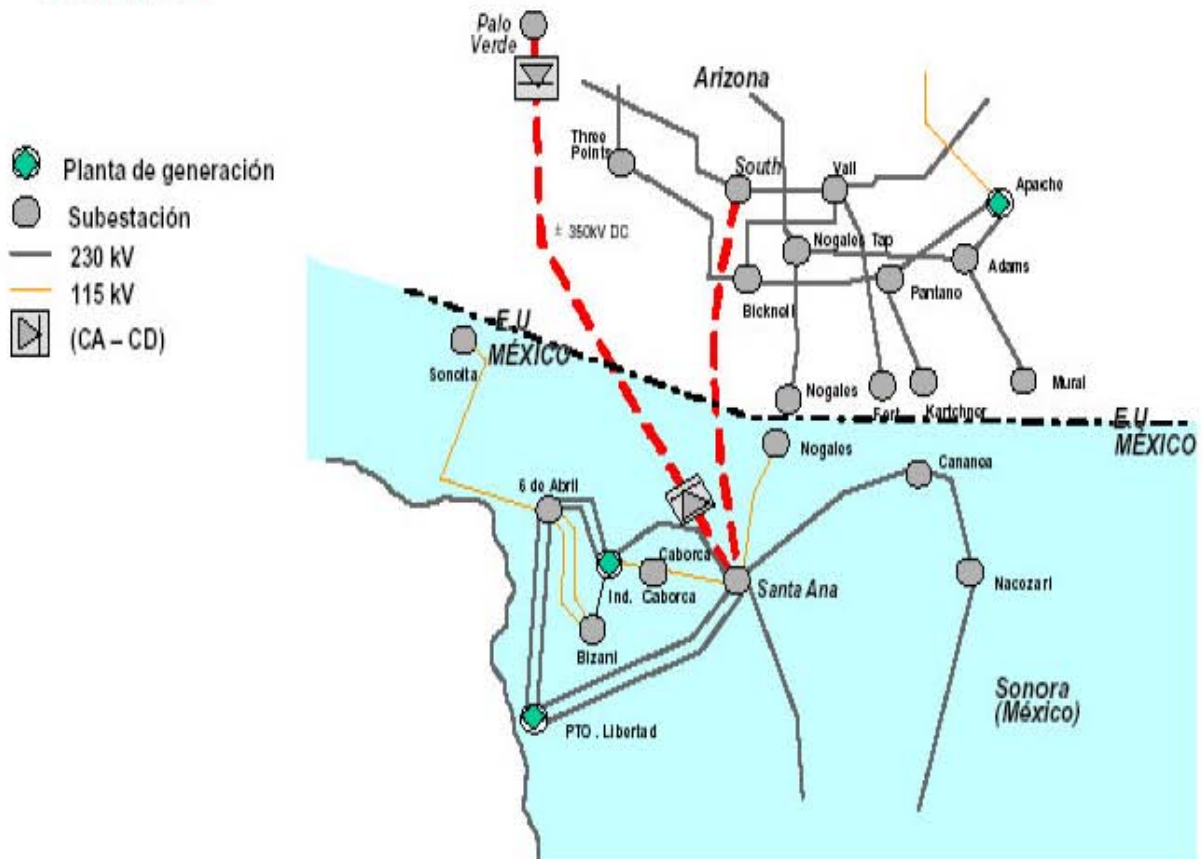 Palo
Verde
Arizona
Three
Points
South
Vail
Apache
Planta de generación
Subestación
230 kV
115 kV
(CA – CD)
± 350kV DC
Nogales Tap
Adams
Bicknell
Pantano
E.U
MÉXICO
Sonoita
Nogales
Fort
Kartchner
Mural
E.U
MÉXICO
Nogales
Cananea
6 de Abril
Caborca
Ind. Caborca
Santa Ana
Nacozari
Bizani
Sonora
(México)
PTO . Libertad